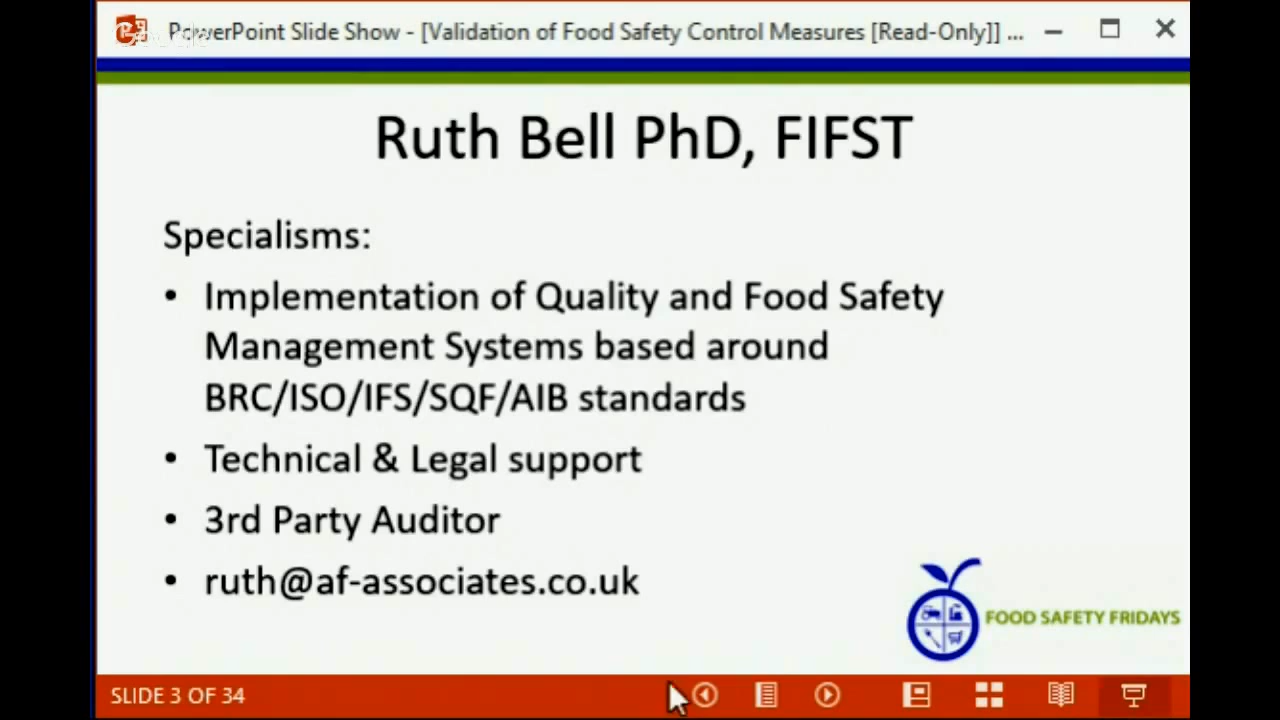 PowerPoint Slide Show - [Validation of Food Safety Control Measures [Read-Only]] ...
Ruth Bell PhD, FIFST
Specialisms:
• Implementation of Quality and Food Safety
Management Systems based around
BRC/ISO/IFS/SQF/AIB standards
• Technical & Legal support
• 3rd Party Auditor
• ruth@af-associates.co.uk
FOOD SAFETY FRIDAYS
SLIDE 3 OF 34